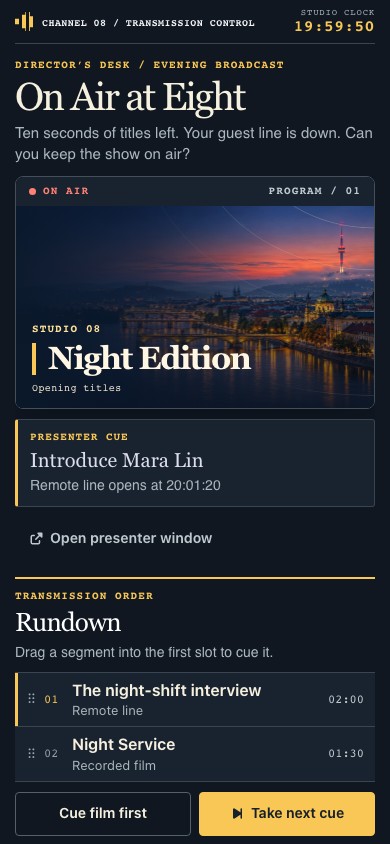 CHANNEL 08 / TRANSMISSION CONTROL
STUDIO CLOCK
19:59:50
DIRECTOR'S DESK / EVENING BROADCAST
On Air at Eight
Ten seconds of titles left. Your guest line is down. Can
you keep the show on air?
ON AIR
PROGRAM / 01
STUDIO 08
Night Edition
Opening titles
PRESENTER CUE
Introduce Mara Lin
Remote line opens at 20:01:20
Open presenter window
TRANSMISSION ORDER
Rundown
Drag a segment into the first slot to cue it.
01
The night-shift interview
Remote line
02:00
02
Night Service
Recorded film
01:30
Cue film first
Take next cue